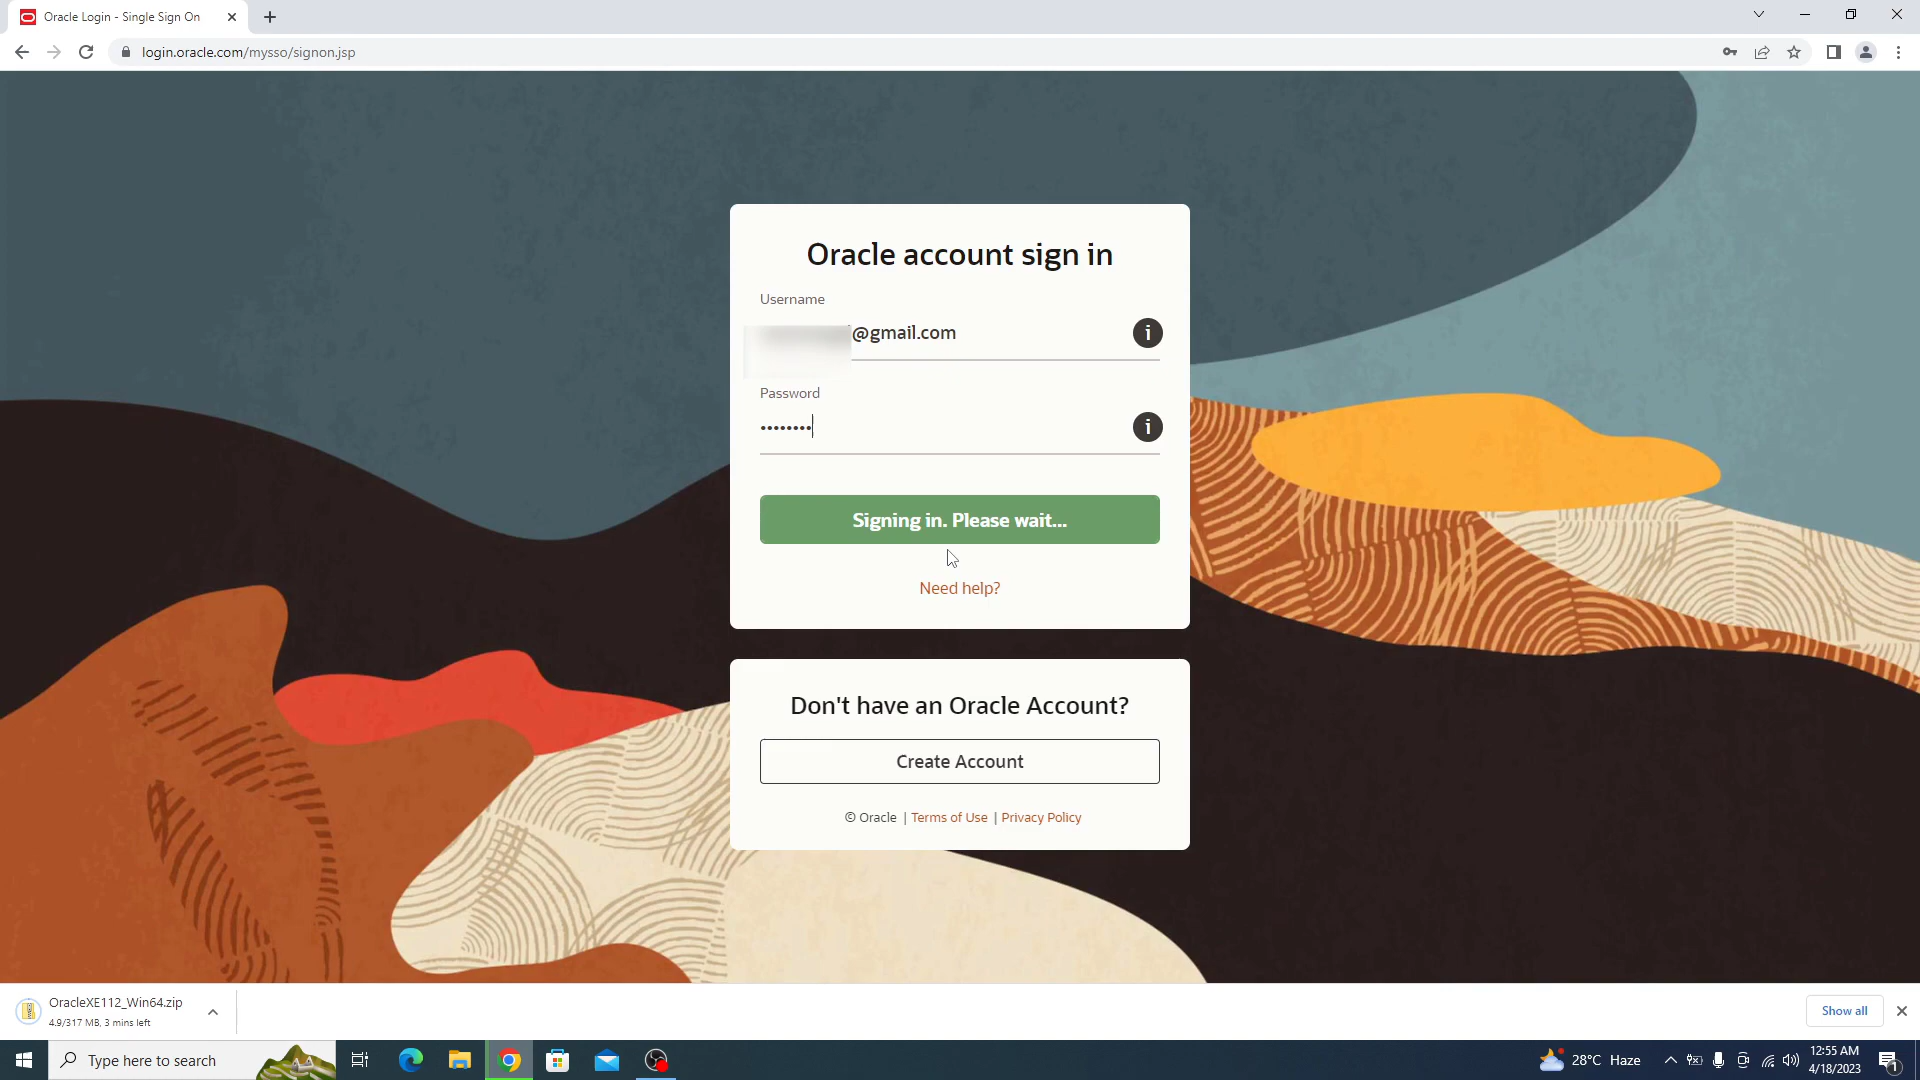 Oracle Login - Single Sign On
login.oracle.com/mysso/signon.jsp
Oracle account sign in
Username
@gmail.com
Password
••••••••
Signing in. Please wait...
Need help?
Don't have an Oracle Account?
Create Account
© Oracle | Terms of Use | Privacy Policy
OracleXE112_Win64.zip
4.9/317 MB, 3 mins left
Show all
Type here to search
28°C Haze
12:55 AM
4/18/2023
1